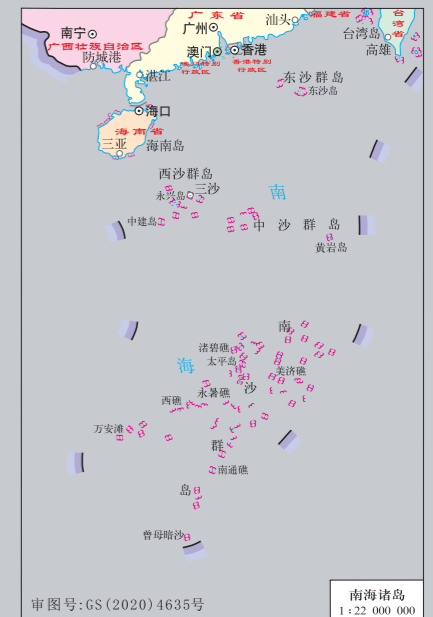 广东省
福建省
台湾省
汕头
南宁
广州
台湾岛
广西壮族自治区
澳门
香港
高雄
防城港
澳门特别
行政区
香港特别
行政区
湛江
东沙群岛
东沙岛
海口
海南省
三亚
海南岛
西沙群岛
永兴岛
三沙
南
中建岛
中沙群岛
黄岩岛
南
渚碧礁
太平岛
海
美济礁
永暑礁
沙
西礁
万安滩
群
南通礁
岛
曾母暗沙
南海诸岛
1:22 000 000
审图号:GS(2020)4635号